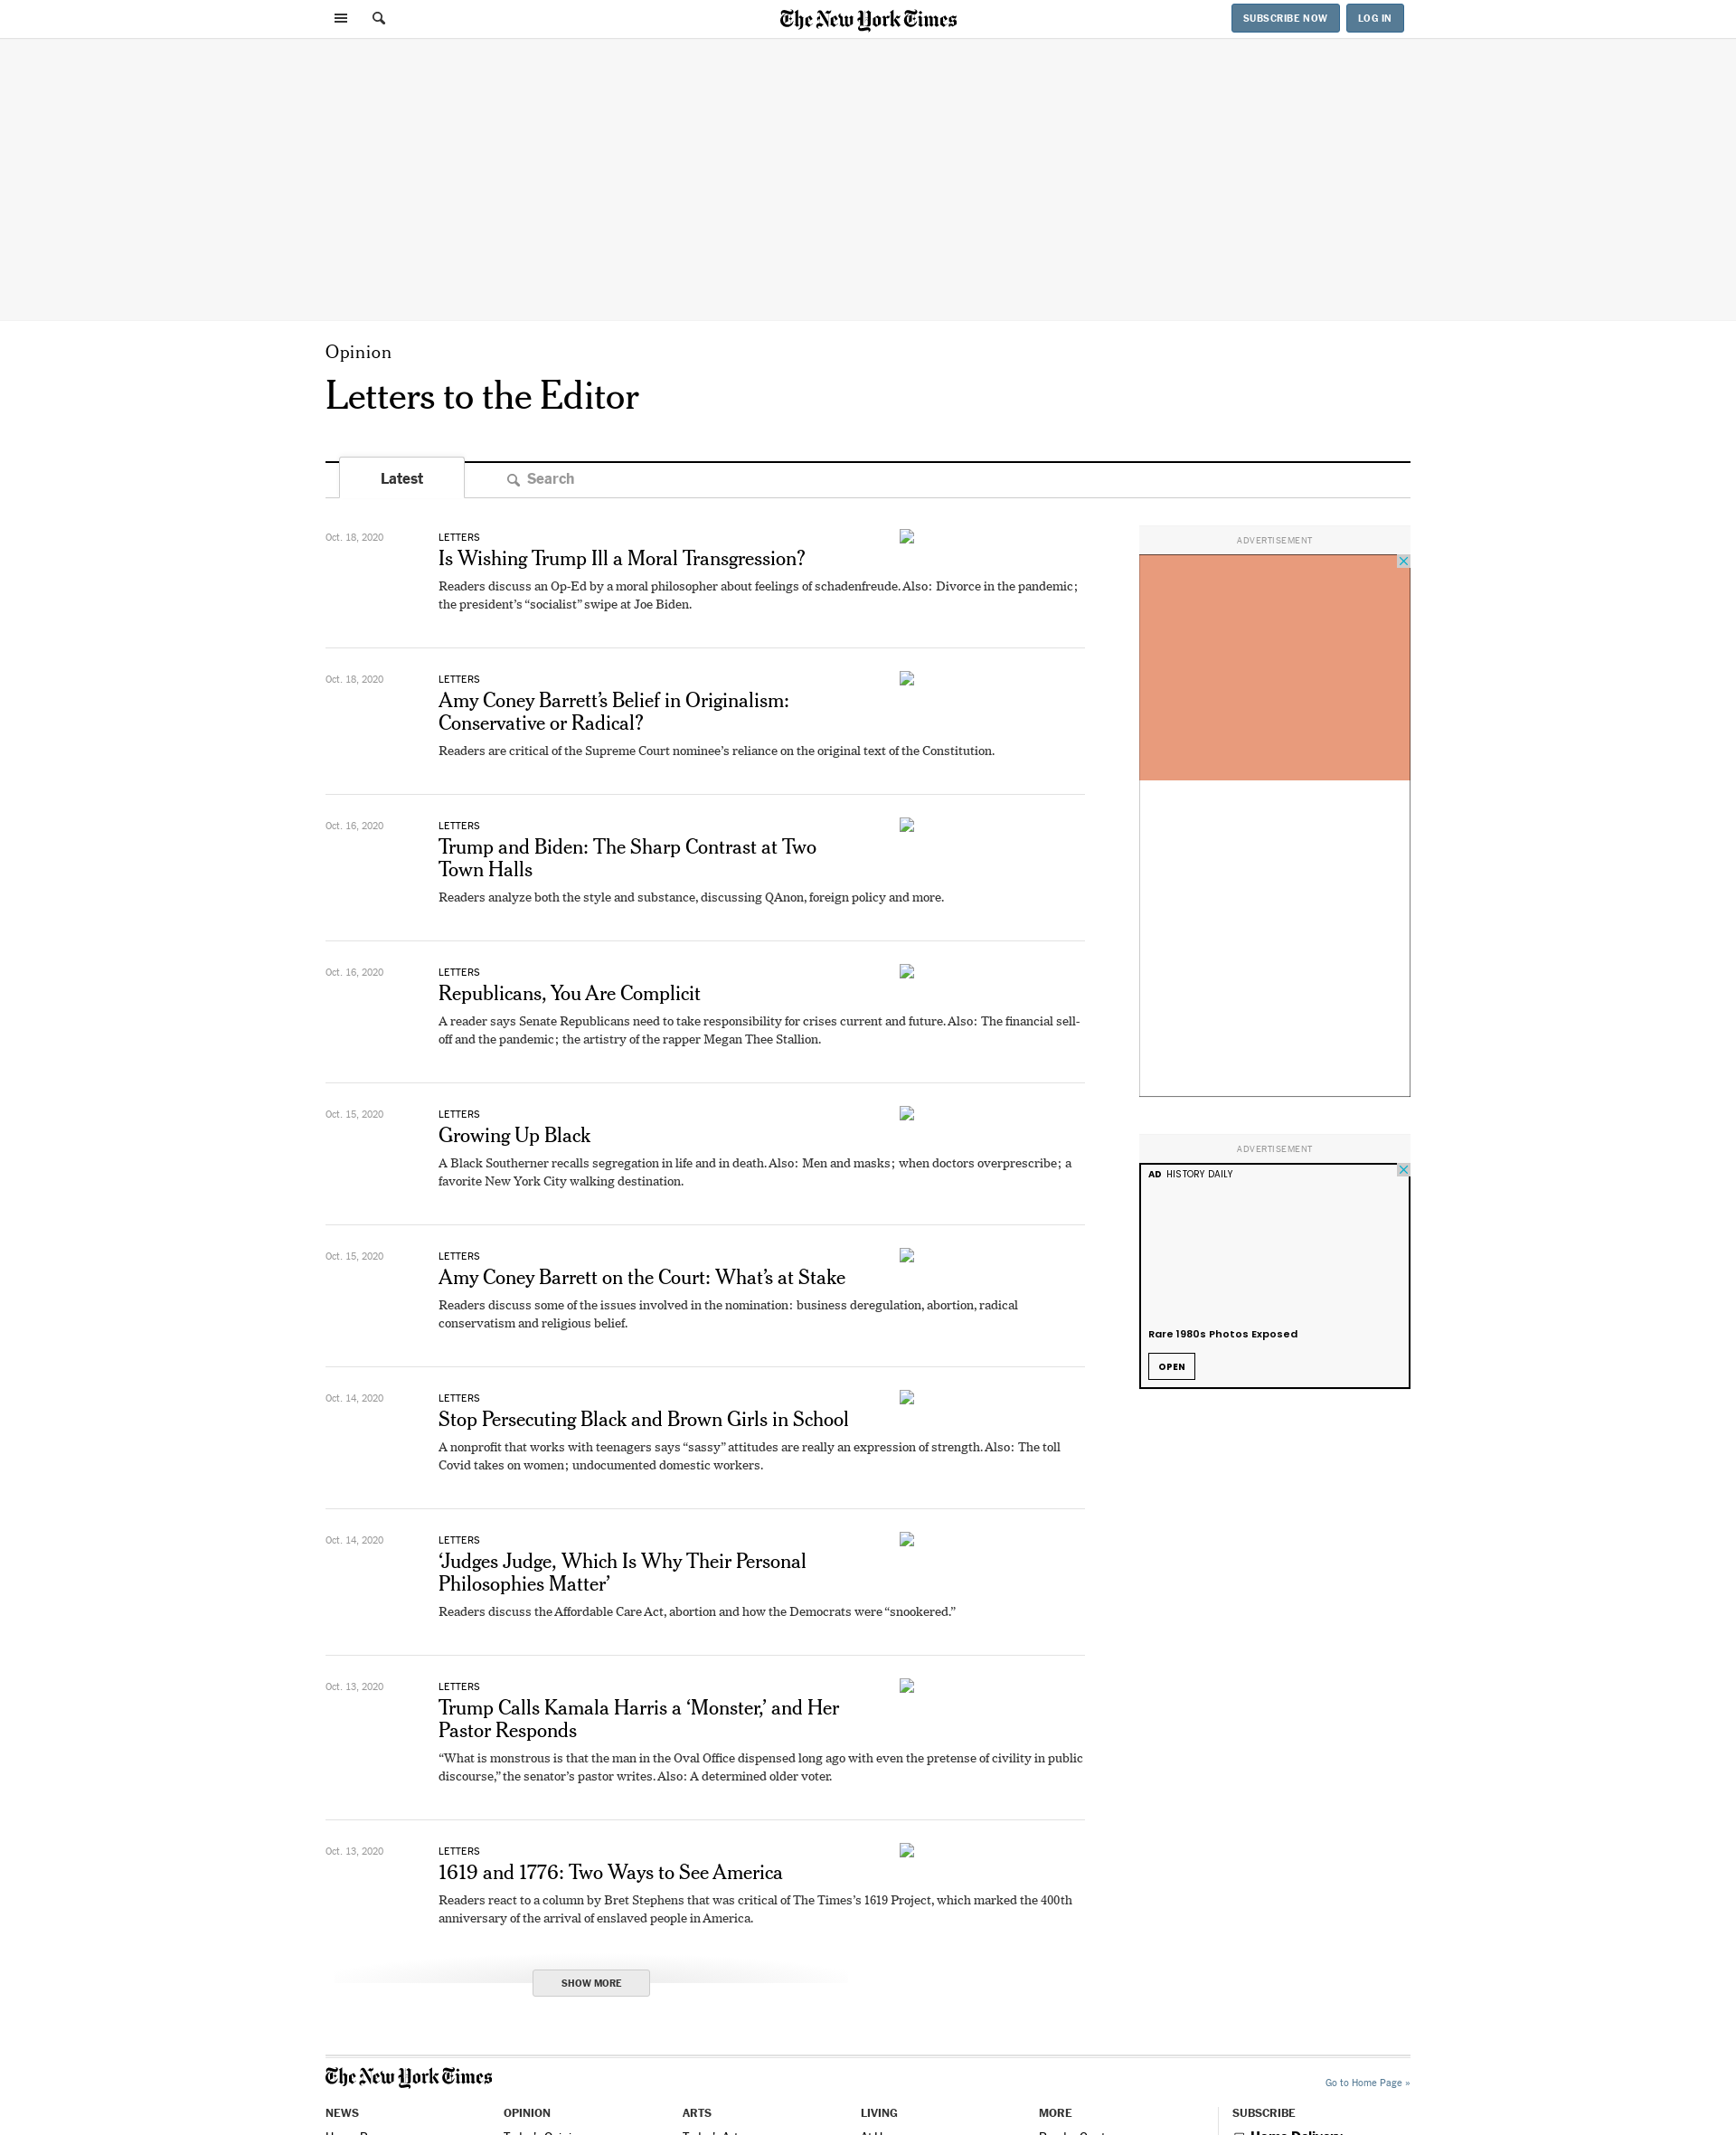 The New York Times
SUBSCRIBE NOW
LOG IN
Opinion
Letters to the Editor
Latest
Search
Oct. 18, 2020
LETTERS
Is Wishing Trump Ill a Moral Transgression?
Readers discuss an Op-Ed by a moral philosopher about feelings of schadenfreude. Also: Divorce in the pandemic;
the president’s “socialist” swipe at Joe Biden.
Oct. 18, 2020
LETTERS
Amy Coney Barrett’s Belief in Originalism:
Conservative or Radical?
Readers are critical of the Supreme Court nominee’s reliance on the original text of the Constitution.
Oct. 16, 2020
LETTERS
Trump and Biden: The Sharp Contrast at Two
Town Halls
Readers analyze both the style and substance, discussing QAnon, foreign policy and more.
Oct. 16, 2020
LETTERS
Republicans, You Are Complicit
A reader says Senate Republicans need to take responsibility for crises current and future. Also: The financial sell-
off and the pandemic; the artistry of the rapper Megan Thee Stallion.
Oct. 15, 2020
LETTERS
Growing Up Black
A Black Southerner recalls segregation in life and in death. Also: Men and masks; when doctors overprescribe; a
favorite New York City walking destination.
Oct. 15, 2020
LETTERS
Amy Coney Barrett on the Court: What’s at Stake
Readers discuss some of the issues involved in the nomination: business deregulation, abortion, radical
conservatism and religious belief.
Oct. 14, 2020
LETTERS
Stop Persecuting Black and Brown Girls in School
A nonprofit that works with teenagers says “sassy” attitudes are really an expression of strength. Also: The toll
Covid takes on women; undocumented domestic workers.
Oct. 14, 2020
LETTERS
‘Judges Judge, Which Is Why Their Personal
Philosophies Matter’
Readers discuss the Affordable Care Act, abortion and how the Democrats were “snookered.”
Oct. 13, 2020
LETTERS
Trump Calls Kamala Harris a ‘Monster,’ and Her
Pastor Responds
“What is monstrous is that the man in the Oval Office dispensed long ago with even the pretense of civility in public
discourse,” the senator’s pastor writes. Also: A determined older voter.
Oct. 13, 2020
LETTERS
1619 and 1776: Two Ways to See America
Readers react to a column by Bret Stephens that was critical of The Times’s 1619 Project, which marked the 400th
anniversary of the arrival of enslaved people in America.
SHOW MORE
ADVERTISEMENT
ADVERTISEMENT
AD HISTORY DAILY
Rare 1980s Photos Exposed
OPEN
The New York Times
Go to Home Page »
NEWS
OPINION
ARTS
LIVING
MORE
SUBSCRIBE
Home Delivery